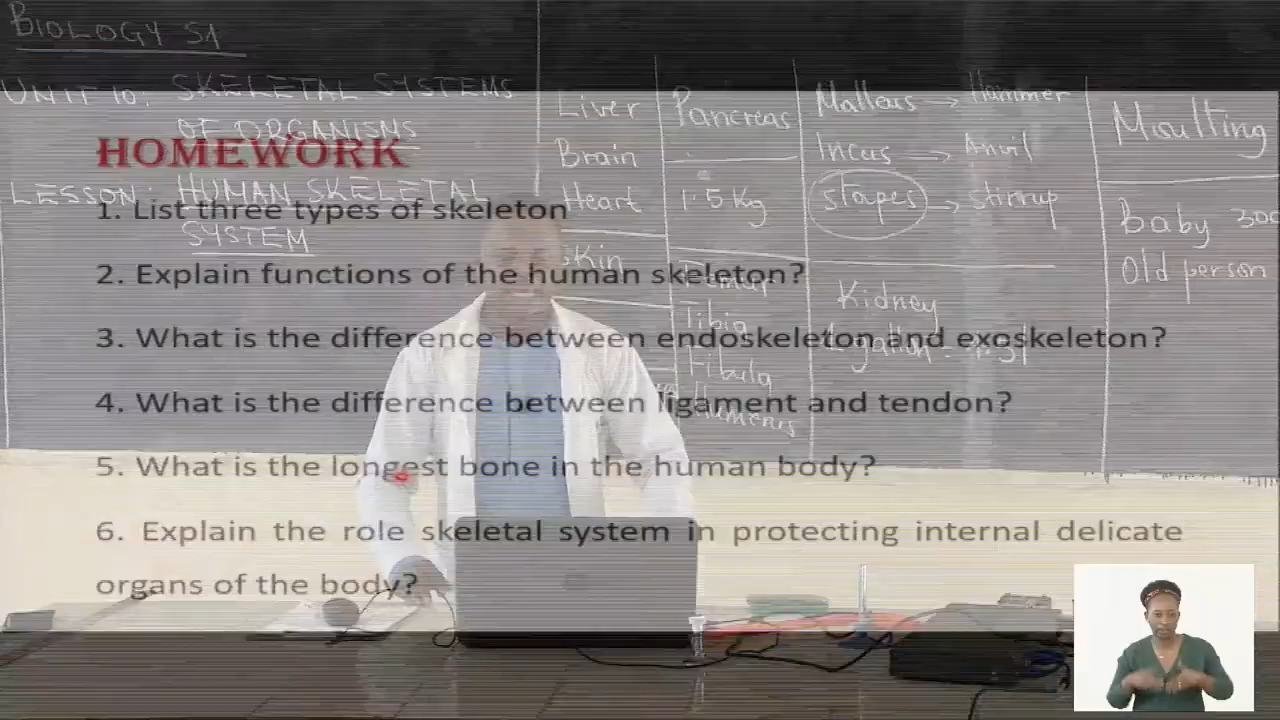 BIOLOGY S1
UNIT 10: SKELETAL SYSTEMS
OF ORGANISMS
LESSON: HUMAN SKELETAL
SYSTEM
Liver
Brain
Heart
Skin
Pancreas
1.5 Kg
Femur
Tibia
Fibula
Humerus
Malleus → Hammer
Incus → Anvil
stapes → stirrup
Kidney
Moulting
Baby 300
Old person
HOMEWORK
1. List three types of skeleton
2. Explain functions of the human skeleton?
3. What is the difference between endoskeleton and exoskeleton?
4. What is the difference between ligament and tendon?
5. What is the longest bone in the human body?
6. Explain the role skeletal system in protecting internal delicate
organs of the body?